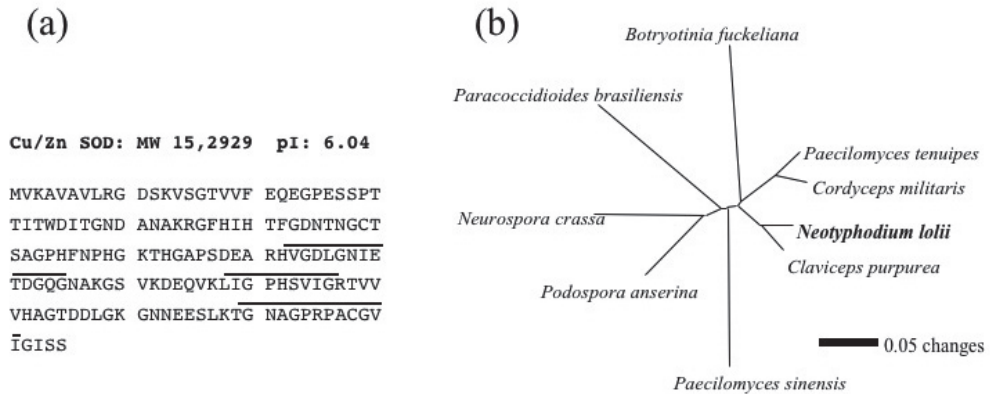 (a)
Cu/Zn SOD: MW 15,2929 pI: 6.04
MVKAVAVLRG DSKVSGTVVF EQEGPESSPT
TITWDITGND ANAKRGFHIH TFGDNTNGCT
SAGPHFNPHG KTHGAPSDEA RHVGDLGNIE
TDGQGNAKGS VKDEQVKLIG PHSVIGRTVV
VHAGTDDLGK GNNEESLKTG NAGPRPACGV
IGISS
(b)
Botryotinia fuckeliana
Paracoccidioides brasiliensis
Paecilomyces tenuipes
Cordyceps militaris
Neurospora crassa
Neotyphodium lolii
Claviceps purpurea
Podospora anserina
0.05 changes
Paecilomyces sinensis